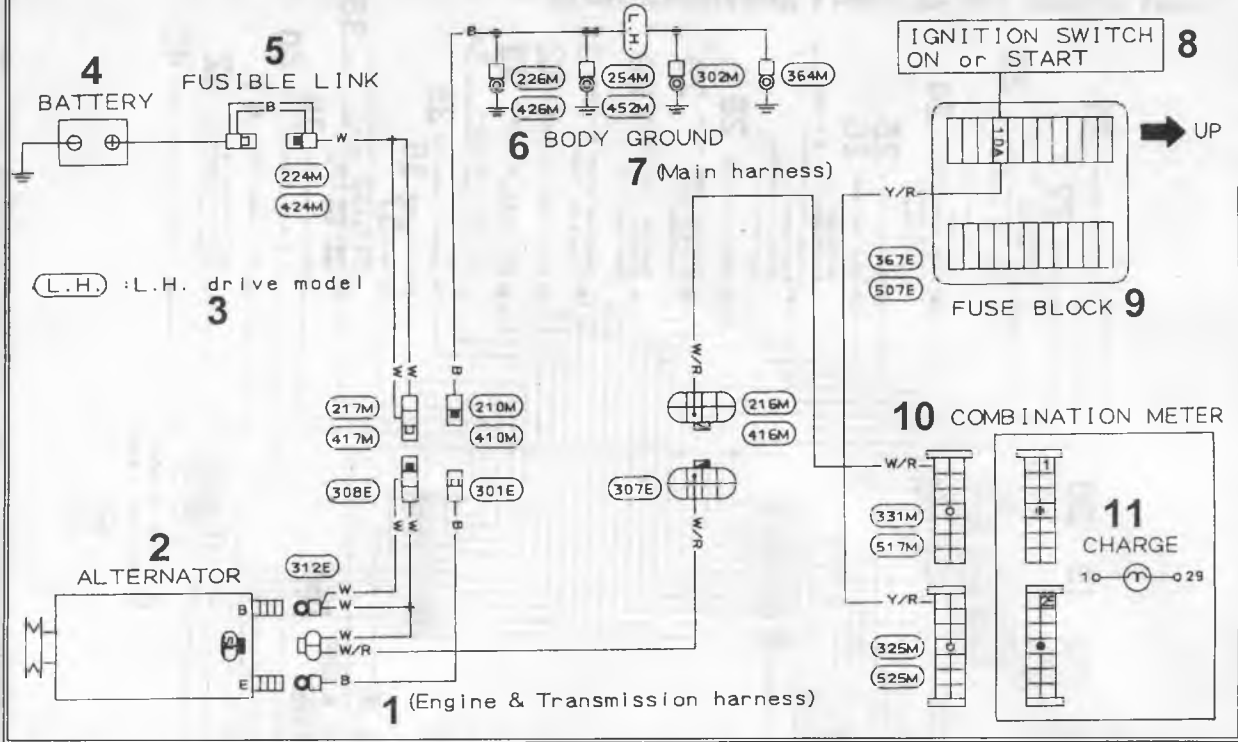 4
BATTERY
5
FUSIBLE LINK
B
W
224M
424M
B
L.H.
226M
426M
254M
452M
302M
364M
6 BODY GROUND
7 (Main harness)
IGNITION SWITCH
ON or START
8
10A
UP
Y/R
367E
507E
FUSE BLOCK 9
L.H. :L.H. drive model
3
W
W
B
W/R
217M
417M
210M
410M
216M
416M
308E
301E
307E
W
W
B
W/R
10 COMBINATION METER
W/R
1
331M
517M
11
CHARGE
1 29
Y/R
325M
525M
2
ALTERNATOR
312E
B
W
W
S
W
W/R
E
B
1 (Engine & Transmission harness)